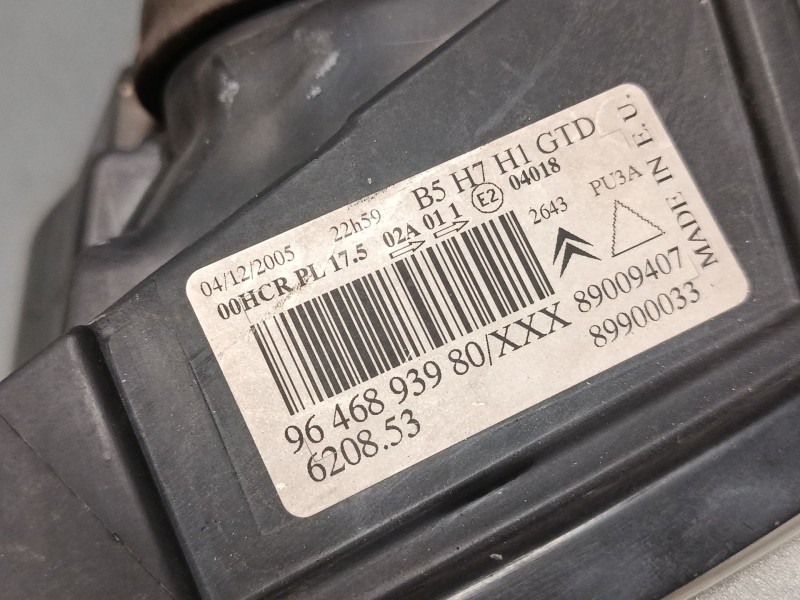 04/12/2005 22h59 B5 H7 H1 GTD
00HCR PL 17.5 02A 01 1 E2 04018
2643 PU3A
MADE IN E.U.
96 468 939 80/XXX 89009407
6208.53 89900033